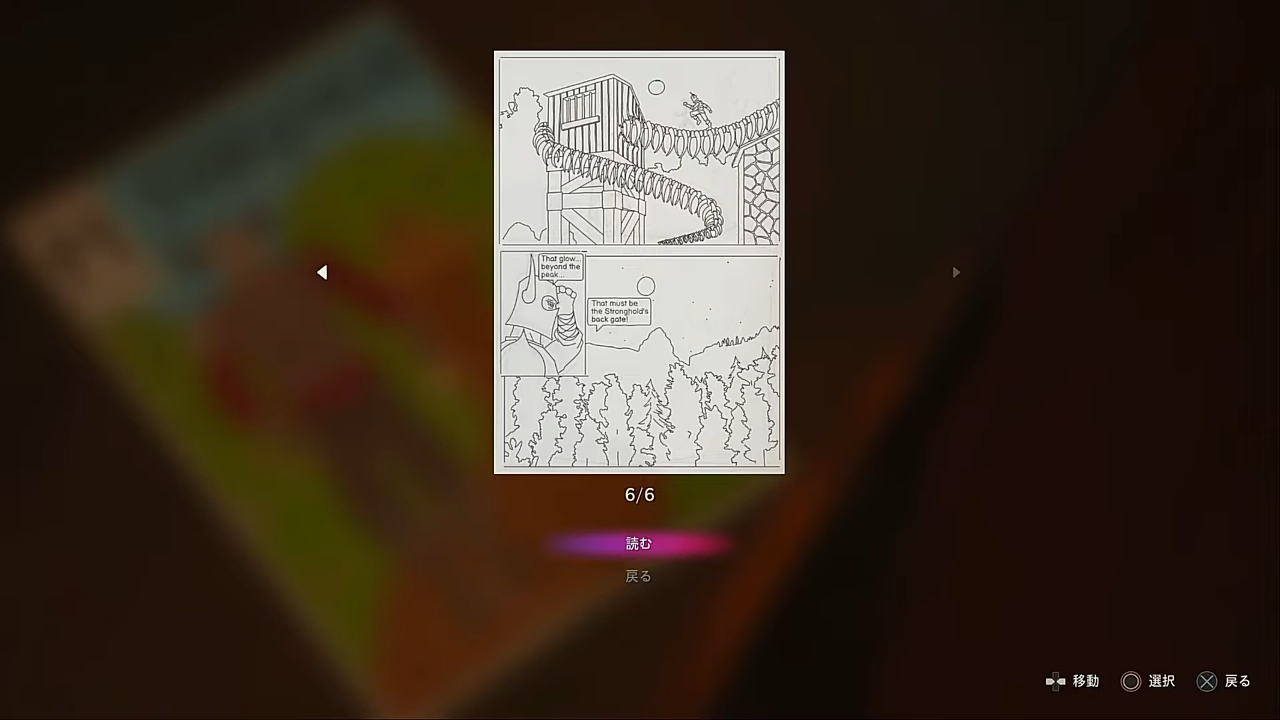 That glow...
beyond the
peak...
That must be
the Stronghold's
back gate!
6/6
読む
戻る
移動
選択
戻る